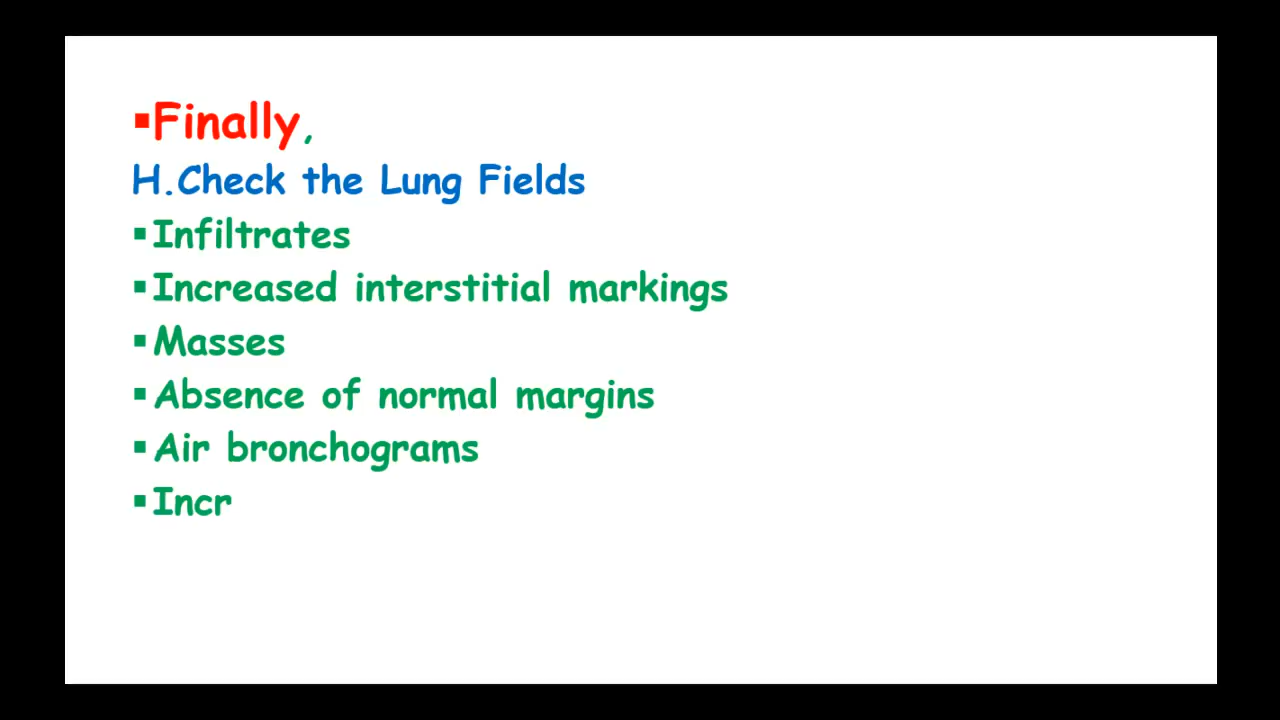 ▪Finally,
H.Check the Lung Fields
▪Infiltrates
▪Increased interstitial markings
▪Masses
▪Absence of normal margins
▪Air bronchograms
▪Incr